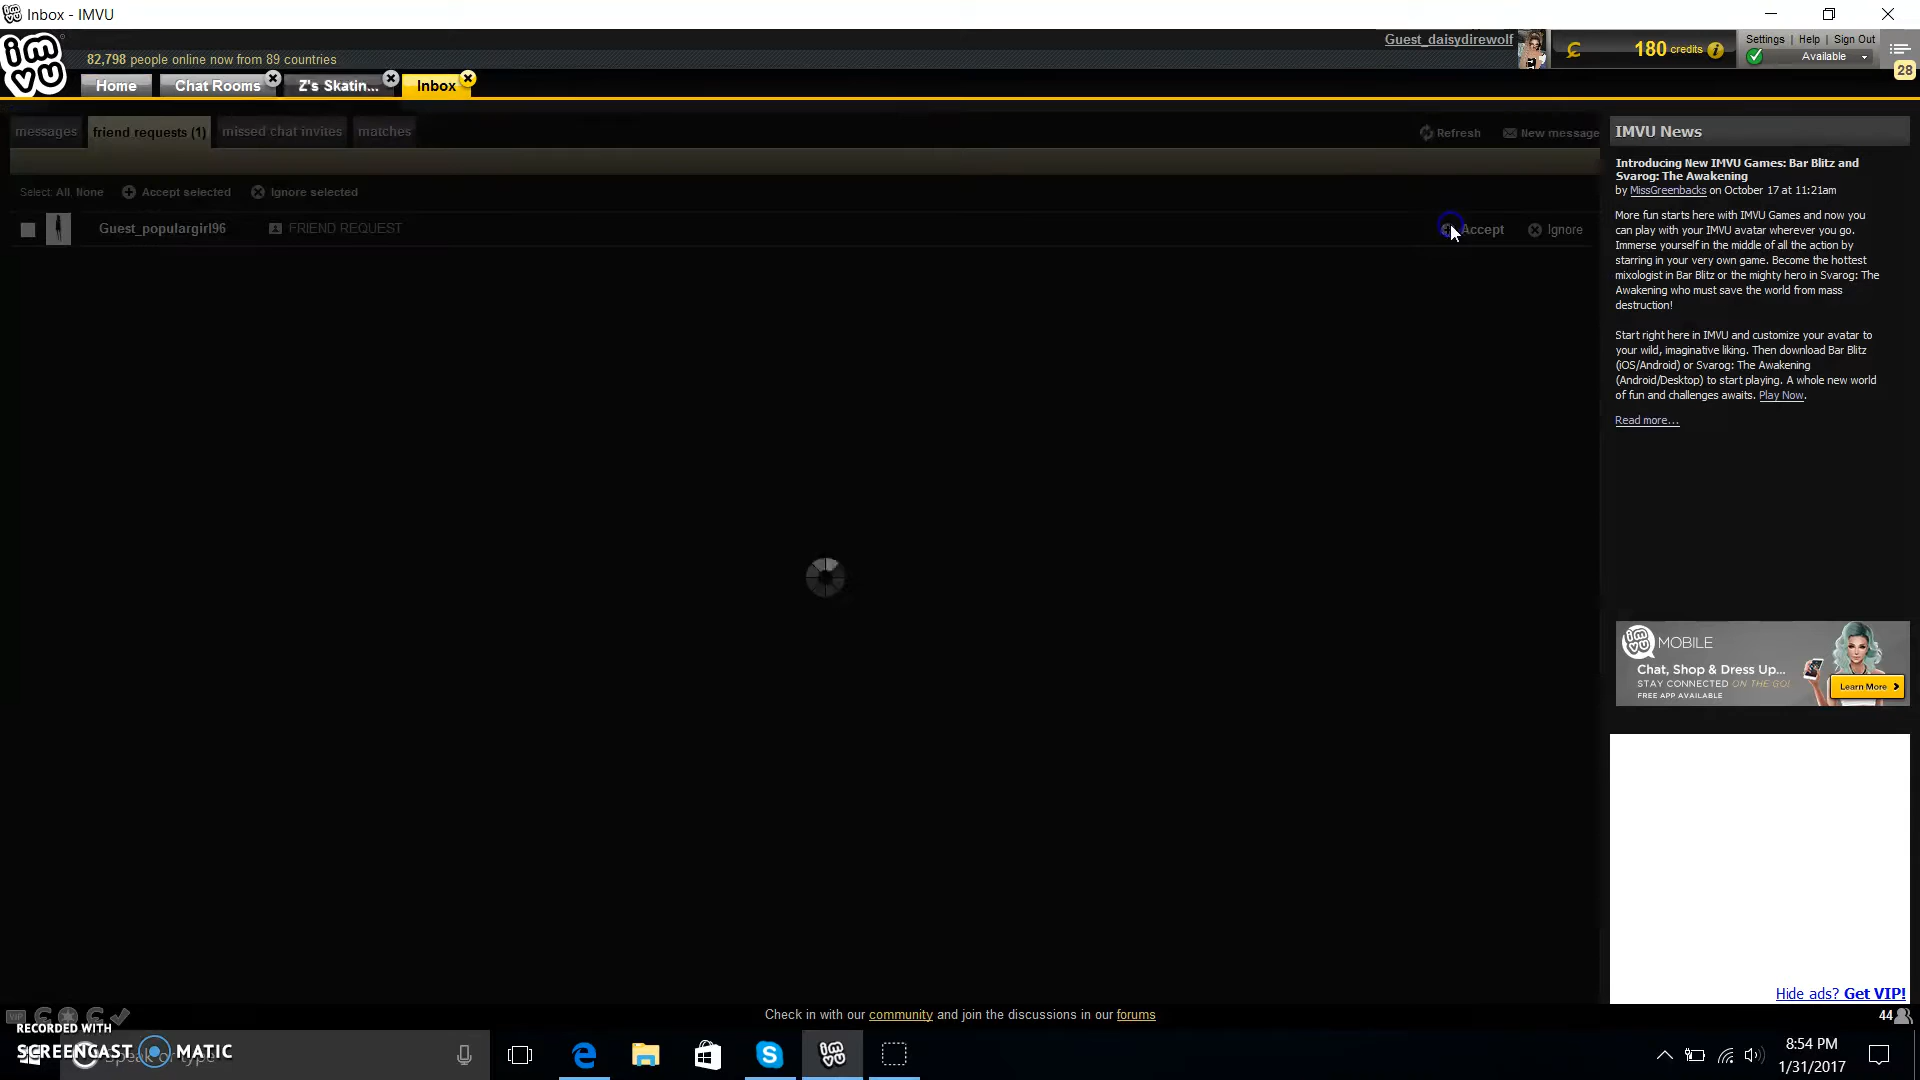 Inbox - IMVU
imvu
82,798 people online now from 89 countries
Guest_daisydirewolf
180 credits
Settings | Help | Sign Out
Available
28
Home
Chat Rooms
Z's Skatin...
Inbox
messages
friend requests (1)
missed chat invites
matches
Refresh
New message
Select: All, None
Accept selected
Ignore selected
Guest_populargirl96
FRIEND REQUEST
Accept
Ignore
IMVU News
Introducing New IMVU Games: Bar Blitz and
Svarog: The Awakening
by MissGreenbacks on October 17 at 11:21am
More fun starts here with IMVU Games and now you
can play with your IMVU avatar wherever you go.
Immerse yourself in the middle of all the action by
starring in your very own game. Become the hottest
mixologist in Bar Blitz or the mighty hero in Svarog: The
Awakening who must save the world from mass
destruction!
Start right here in IMVU and customize your avatar to
your wild, imaginative liking. Then download Bar Blitz
(iOS/Android) or Svarog: The Awakening
(Android/Desktop) to start playing. A whole new world
of fun and challenges awaits. Play Now.
Read more...
imvu MOBILE
Chat, Shop & Dress Up...
STAY CONNECTED ON THE GO!
FREE APP AVAILABLE
Learn More
Hide ads? Get VIP!
VIP
Check in with our community and join the discussions in our forums
44
RECORDED WITH
SCREENCAST MATIC
8:54 PM
1/31/2017